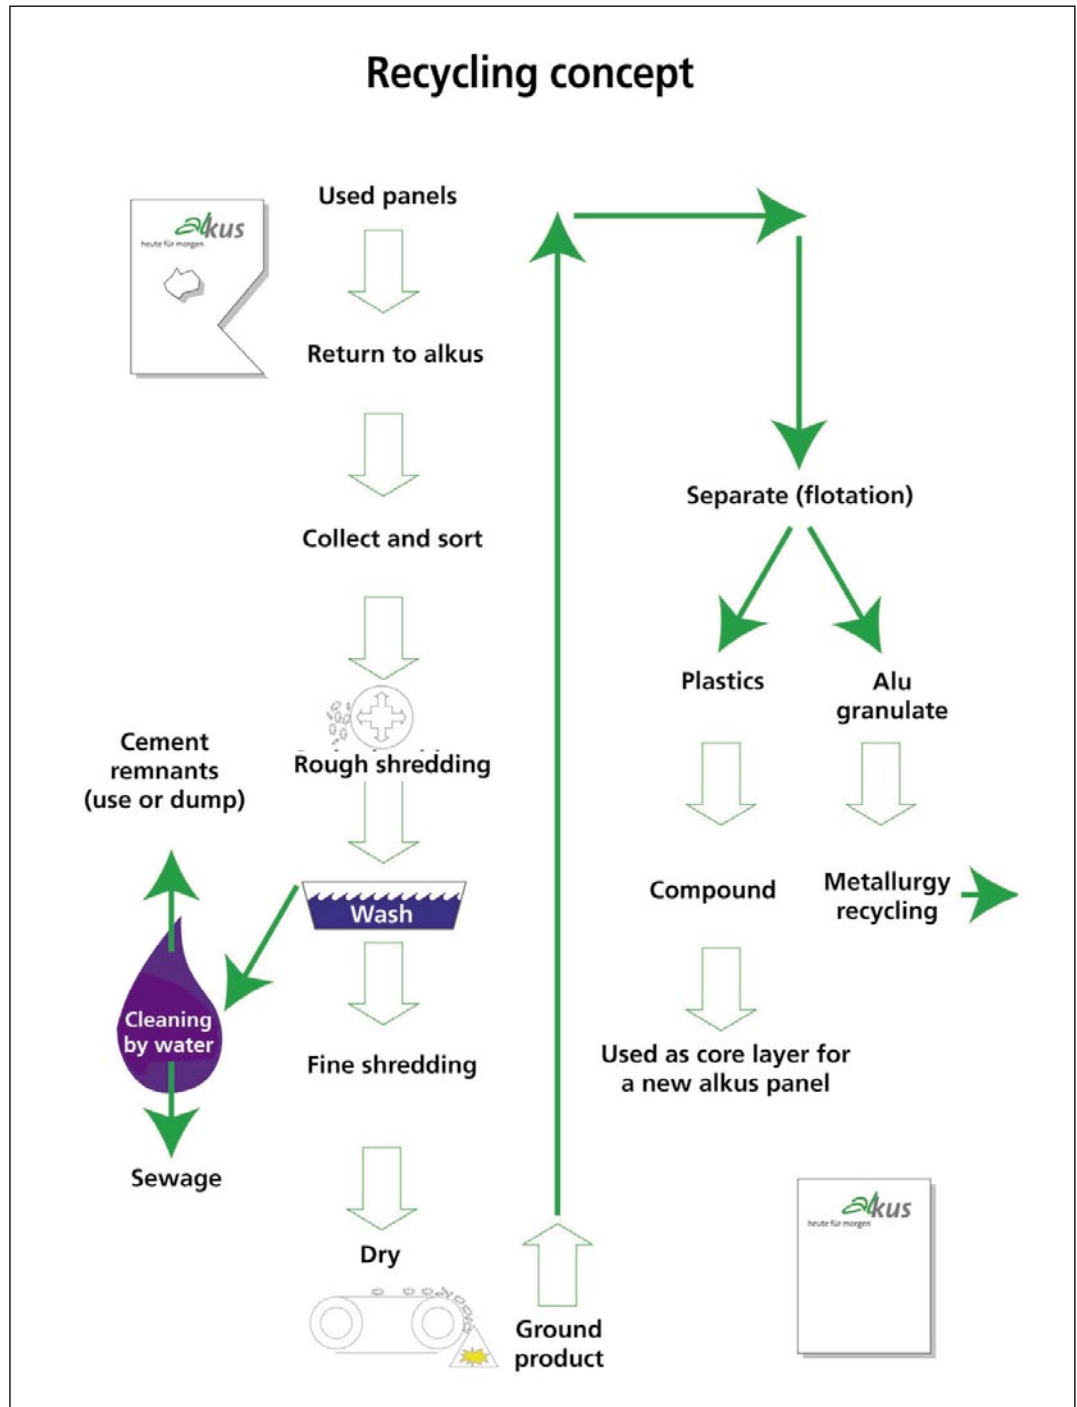 Recycling concept
alkus
heute für morgen
Used panels
Return to alkus
Collect and sort
Rough shredding
Wash
Cement
remnants
(use or dump)
Cleaning
by water
Sewage
Fine shredding
Dry
Ground
product
Separate (flotation)
Plastics
Alu
granulate
Compound
Metallurgy
recycling
Used as core layer for
a new alkus panel
alkus
heute für morgen